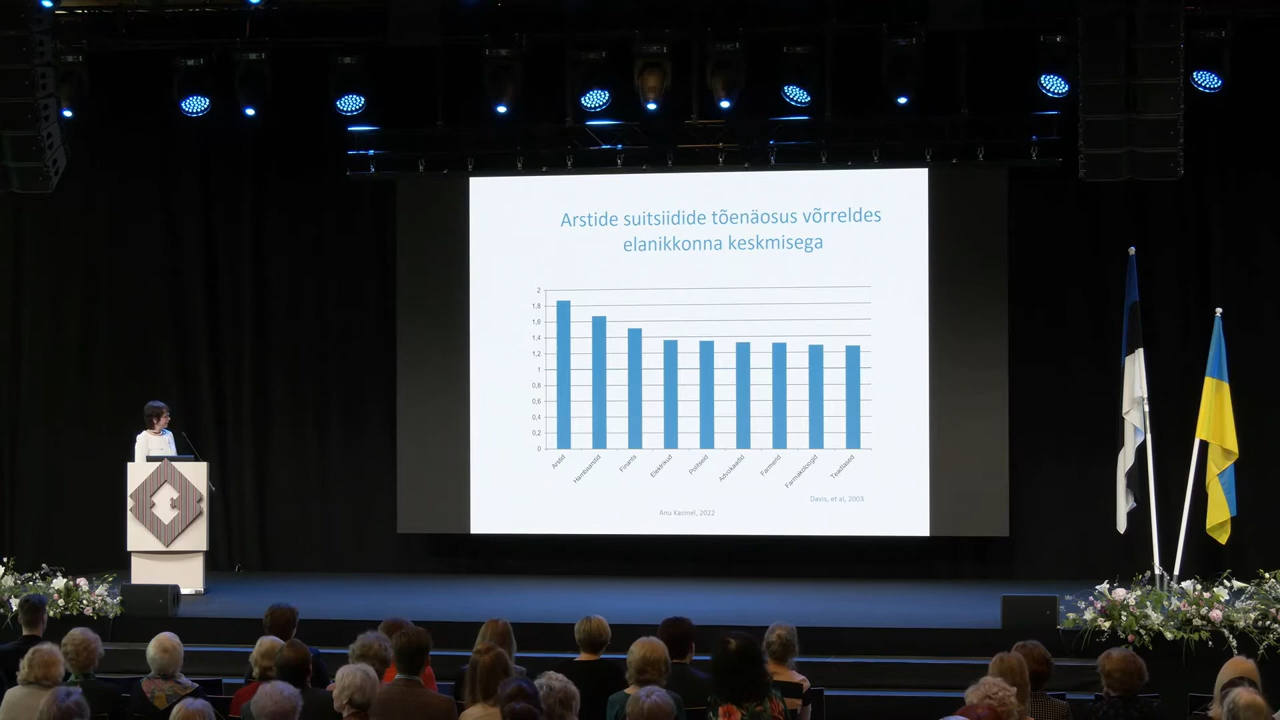 Arstide suitsiidide tõenäosus võrreldes
elanikkonna keskmisega
2
1,8
1,6
1,4
1,2
1
0,8
0,6
0,4
0,2
0
Arstid
Hambaarstid
Finants
Elektrikud
Politseid
Advokaadid
Farmerid
Farmakoloogid
Teadlased
Davis, et al, 2003
Anu Kasmel, 2022